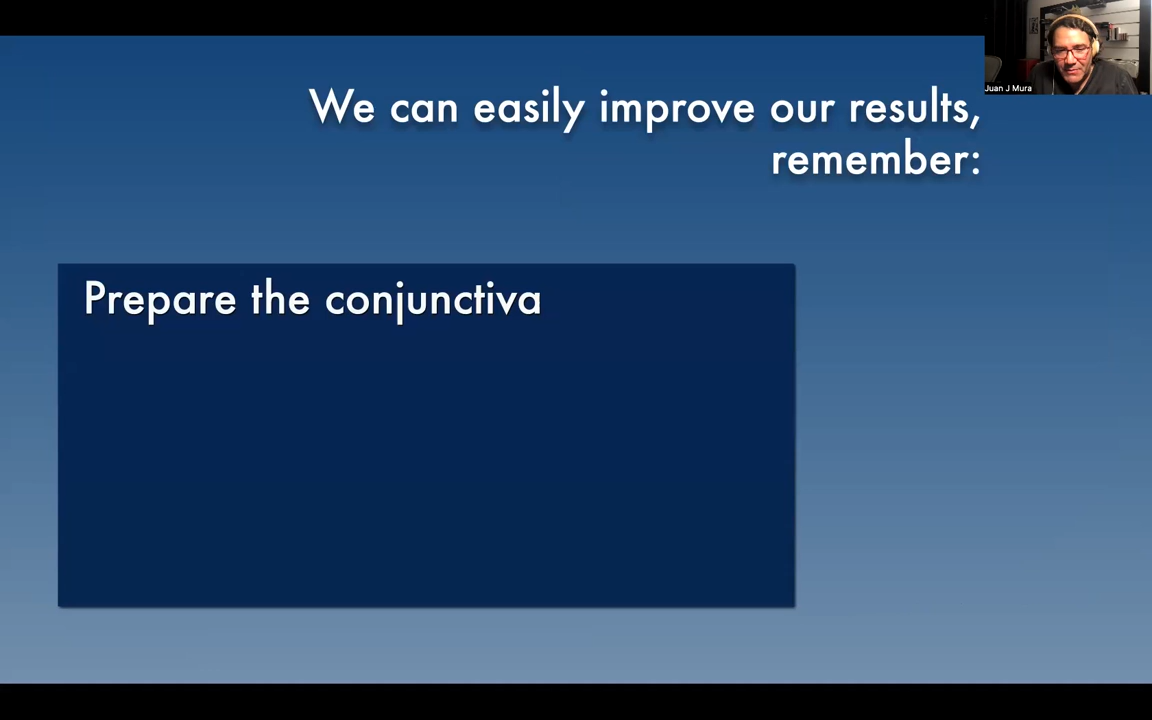 We can easily improve our results,
remember:
Juan J Mura
Prepare the conjunctiva